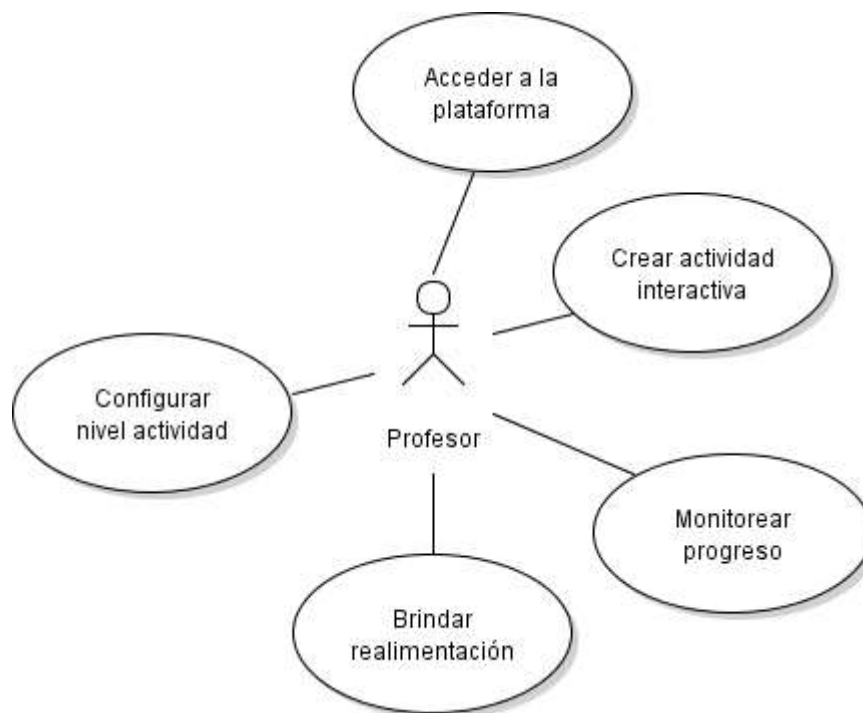 Acceder a la
plataforma
Crear actividad
interactiva
Configurar
nivel actividad
Profesor
Monitorear
progreso
Brindar
realimentación